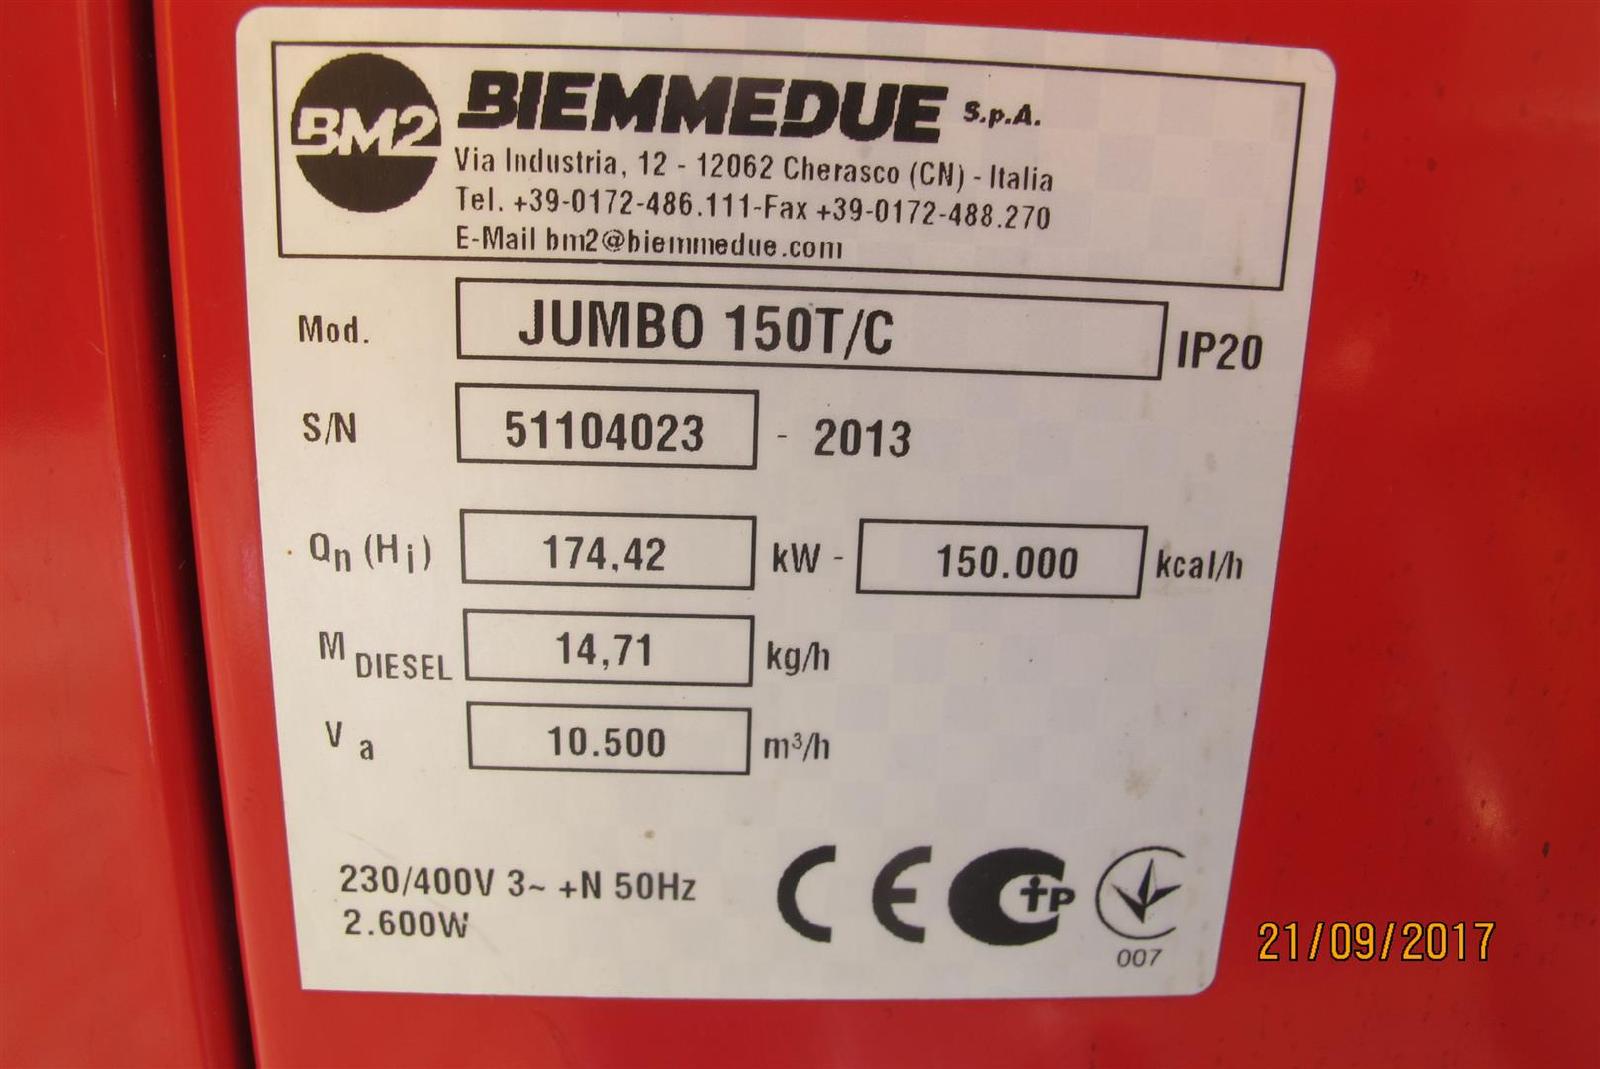 BM2
BIEMMEDUE S.p.A.
Via Industria, 12 - 12062 Cherasco (CN) - Italia
Tel. +39-0172-486.111-Fax +39-0172-488.270
E-Mail bm2@biemmedue.com
Mod. JUMBO 150T/C IP20
S/N 51104023 - 2013
Qn (Hi) 174,42 kW - 150.000 kcal/h
M DIESEL 14,71 kg/h
V a 10.500 m³/h
230/400V 3~ +N 50Hz
2.600W
CE
007
21/09/2017